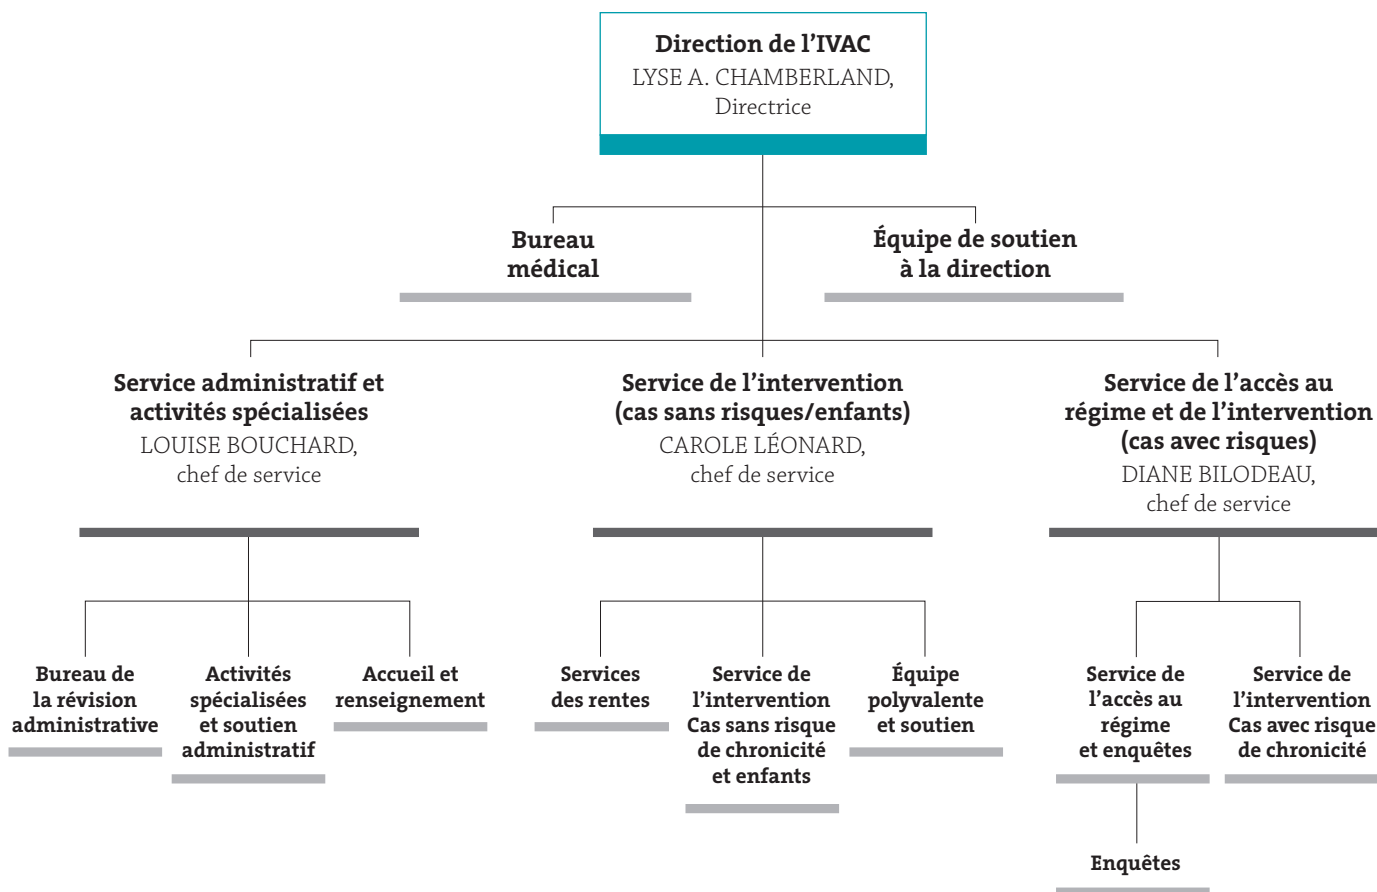 Direction de l'IVAC
LYSE A. CHAMBERLAND,
Directrice
Bureau
médical
Équipe de soutien
à la direction
Service administratif et
activités spécialisées
LOUISE BOUCHARD,
chef de service
Service de l'intervention
(cas sans risques/enfants)
CAROLE LÉONARD,
chef de service
Service de l'accès au
régime et de l'intervention
(cas avec risques)
DIANE BILODEAU,
chef de service
Bureau de
la révision
administrative
Activités
spécialisées
et soutien
administratif
Accueil et
renseignement
Services
des rentes
Service de
l'intervention
Cas sans risque
de chronicité
et enfants
Équipe
polyvalente
et soutien
Service de
l'accès au
régime
et enquêtes
Service de
l'intervention
Cas avec risque
de chronicité
Enquêtes